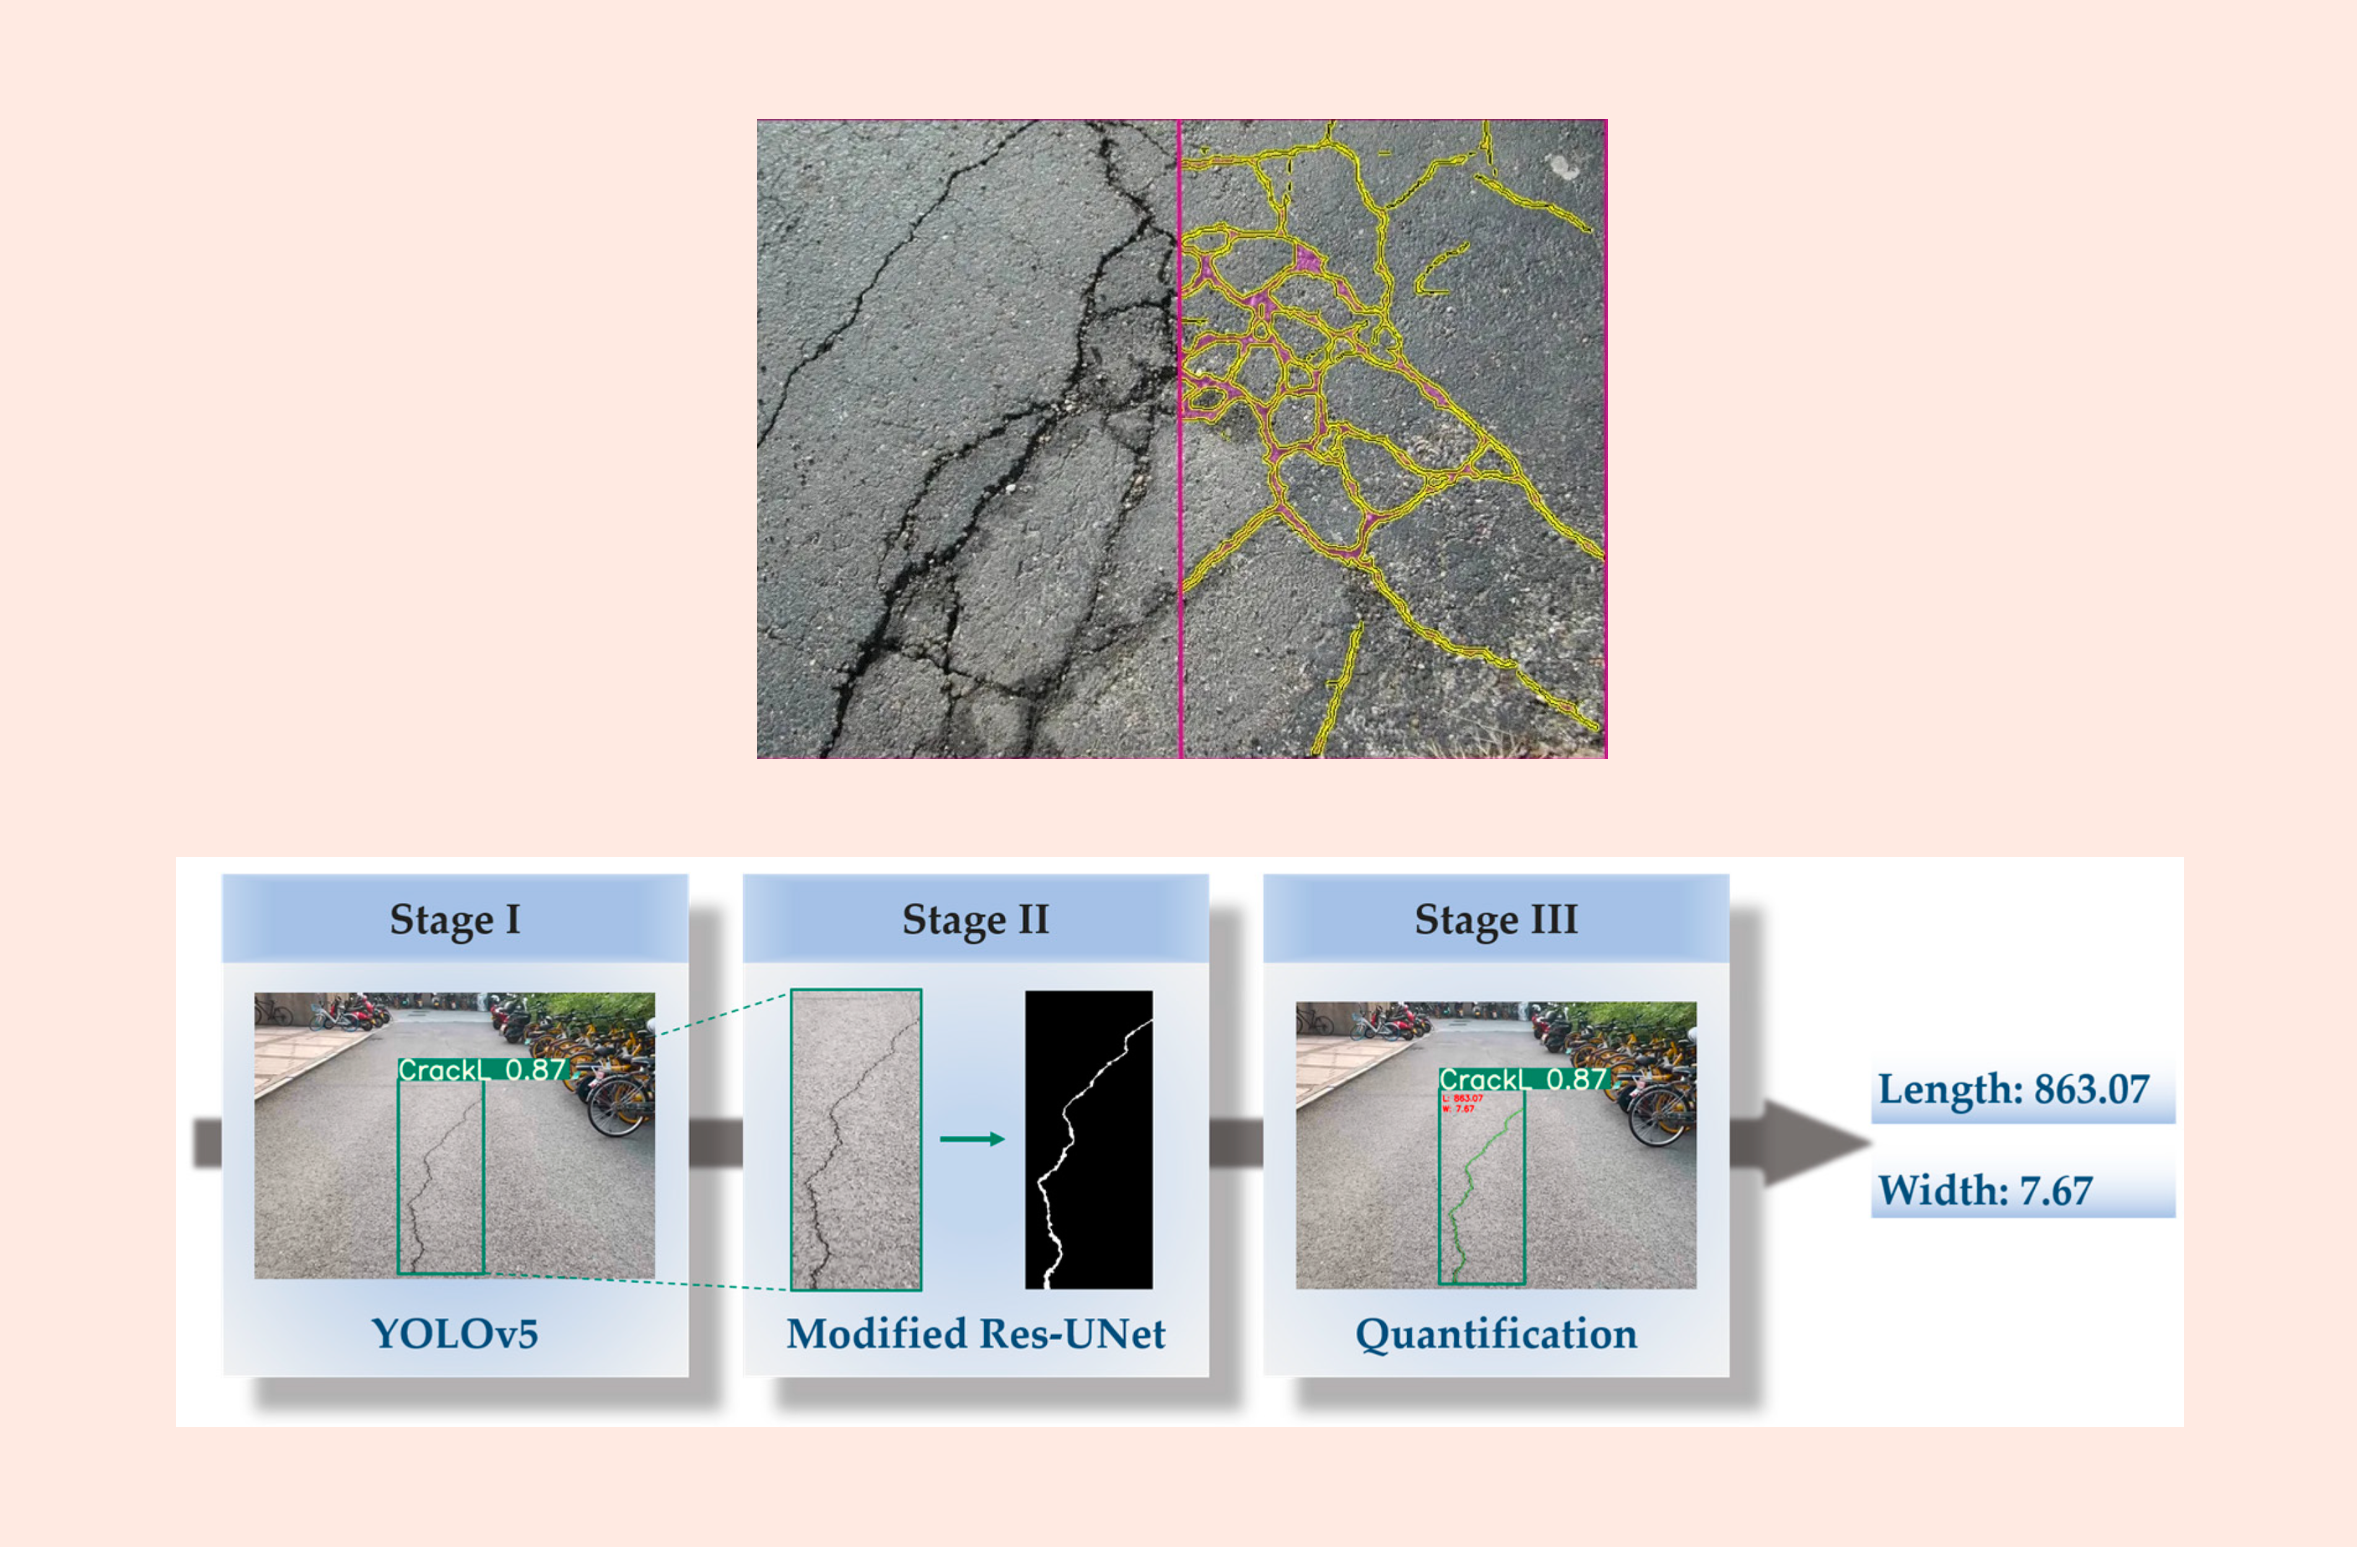 Stage I
CrackL 0.87
YOLOv5
Stage II
Modified Res-UNet
Stage III
CrackL 0.87
L: 863.07
W: 7.67
Quantification
Length: 863.07
Width: 7.67